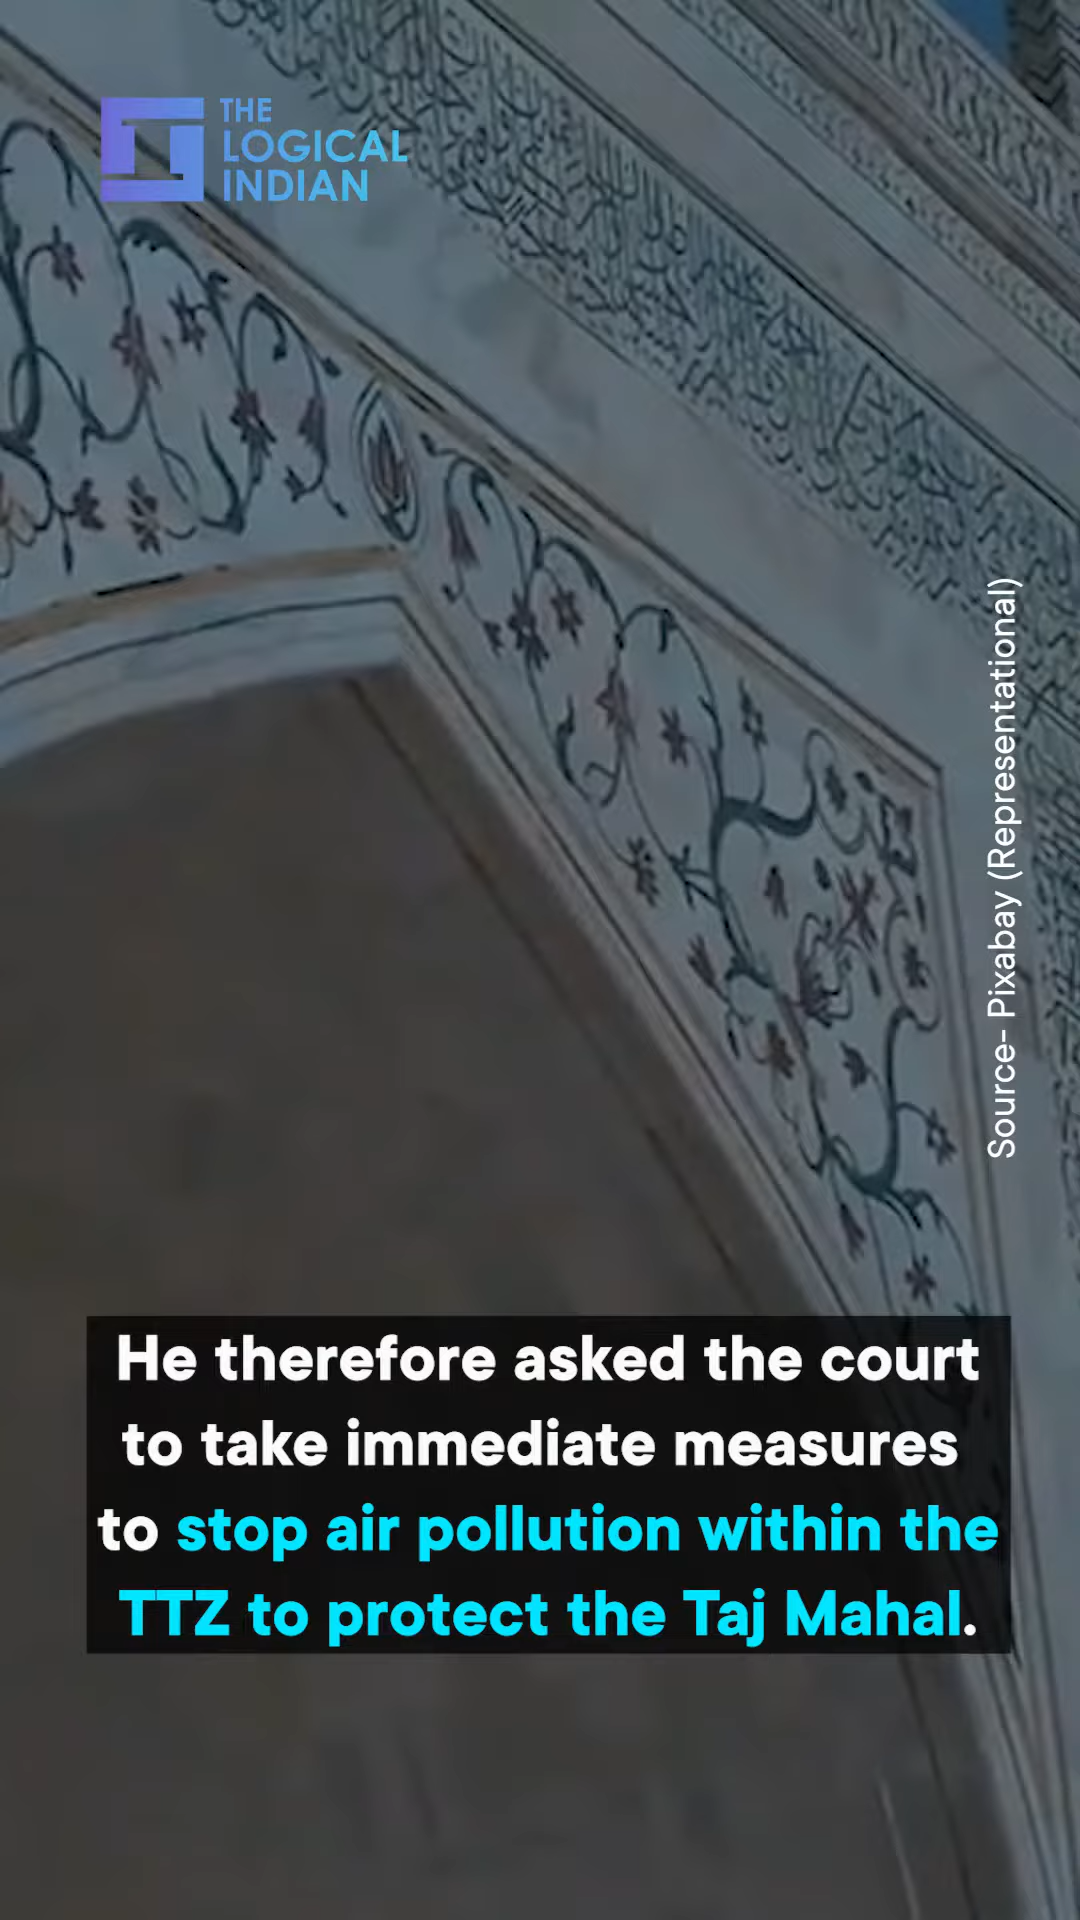 THE
LOGICAL
INDIAN
Source- Pixabay (Representational)
He therefore asked the court
to take immediate measures
to stop air pollution within the
TTZ to protect the Taj Mahal.